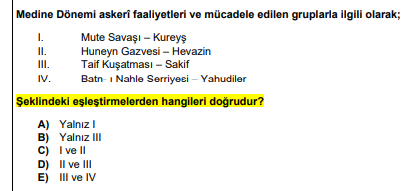 Medine Dönemi askerî faaliyetleri ve mücadele edilen gruplarla ilgili olarak;
I. Mute Savaşı – Kureyş
II. Huneyn Gazvesi – Hevazin
III. Taif Kuşatması – Sakif
IV. Batn- ı Nahle Serriyesi – Yahudiler
Şeklindeki eşleştirmelerden hangileri doğrudur?
A) Yalnız I
B) Yalnız III
C) I ve II
D) II ve III
E) III ve IV